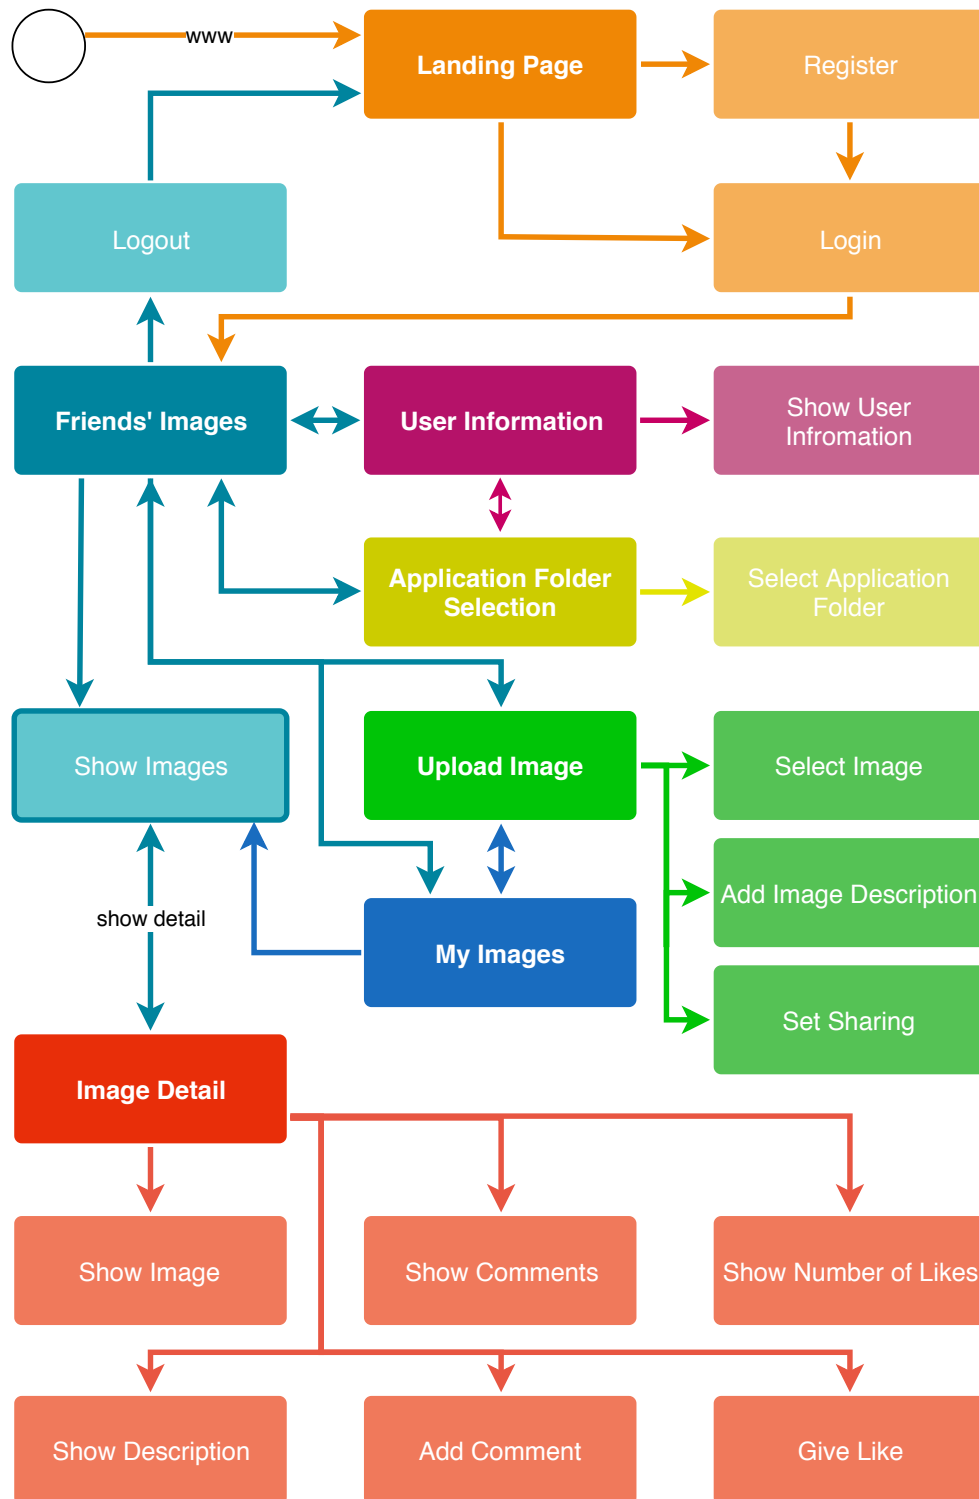 www
Landing Page
Register
Logout
Login
Friends' Images
User Information
Show User
Infromation
Application Folder
Selection
Select Application
Folder
Show Images
Upload Image
Select Image
Add Image Description
show detail
My Images
Set Sharing
Image Detail
Show Image
Show Comments
Show Number of Likes
Show Description
Add Comment
Give Like